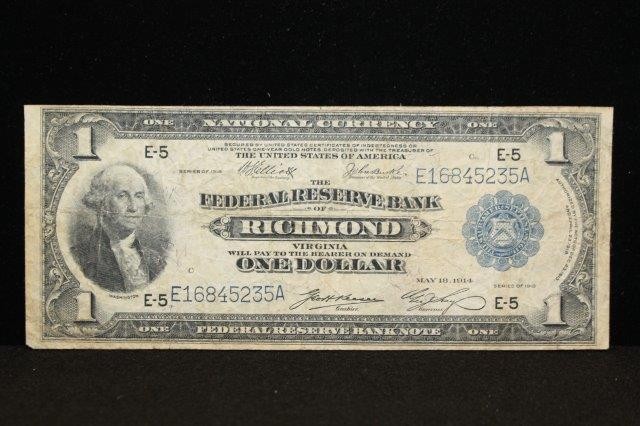 ONE NATIONAL CURRENCY ONE
1 1
SECURED BY UNITED STATES CERTIFICATES OF INDEBTEDNESS OR
UNITED STATES ONE-YEAR GOLD NOTES, DEPOSITED WITH THE TREASURER OF
THE UNITED STATES OF AMERICA
E-5 E-5
SERIES OF 1918
E16845235A
THE
FEDERAL RESERVE BANK
OF
RICHMOND
VIRGINIA
WILL PAY TO THE BEARER ON DEMAND
ONE DOLLAR
C
MAY 18, 1914
SERIES OF 1918
WASHINGTON
E-5 E16845235A
Cashier.
Governor.
E-5
1 1
ONE FEDERAL RESERVE BANK NOTE ONE